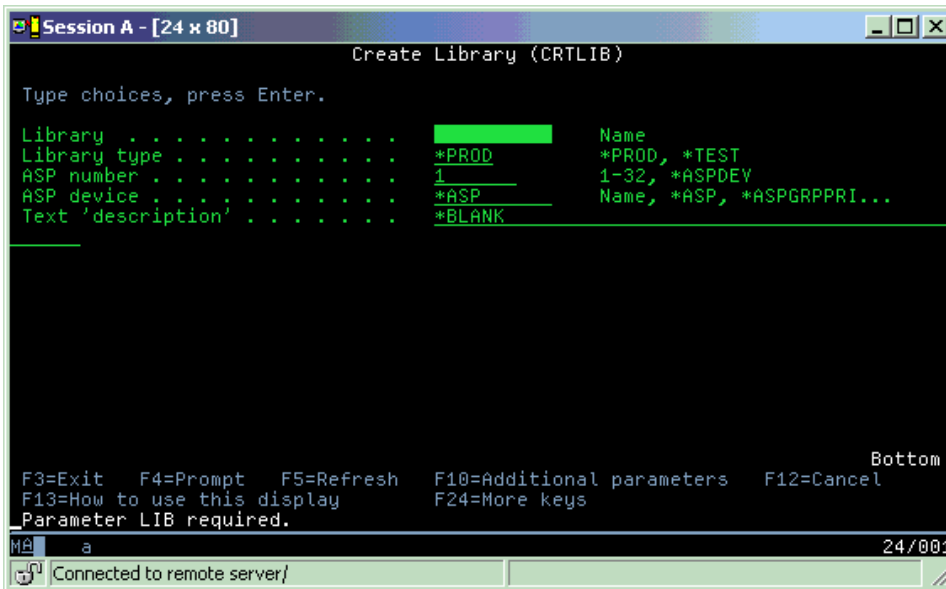 Session A - [24 x 80]
Create Library (CRTLIB)
Type choices, press Enter.
Library . . . . . . . . . . . . Name
Library type . . . . . . . . . . *PROD *PROD, *TEST
ASP number . . . . . . . . . . . 1 1-32, *ASPDEV
ASP device . . . . . . . . . . . *ASP Name, *ASP, *ASPGRPPRI...
Text 'description' . . . . . . . *BLANK
Bottom
F3=Exit F4=Prompt F5=Refresh F10=Additional parameters F12=Cancel
F13=How to use this display F24=More keys
Parameter LIB required.
MA a 24/001
Connected to remote server/